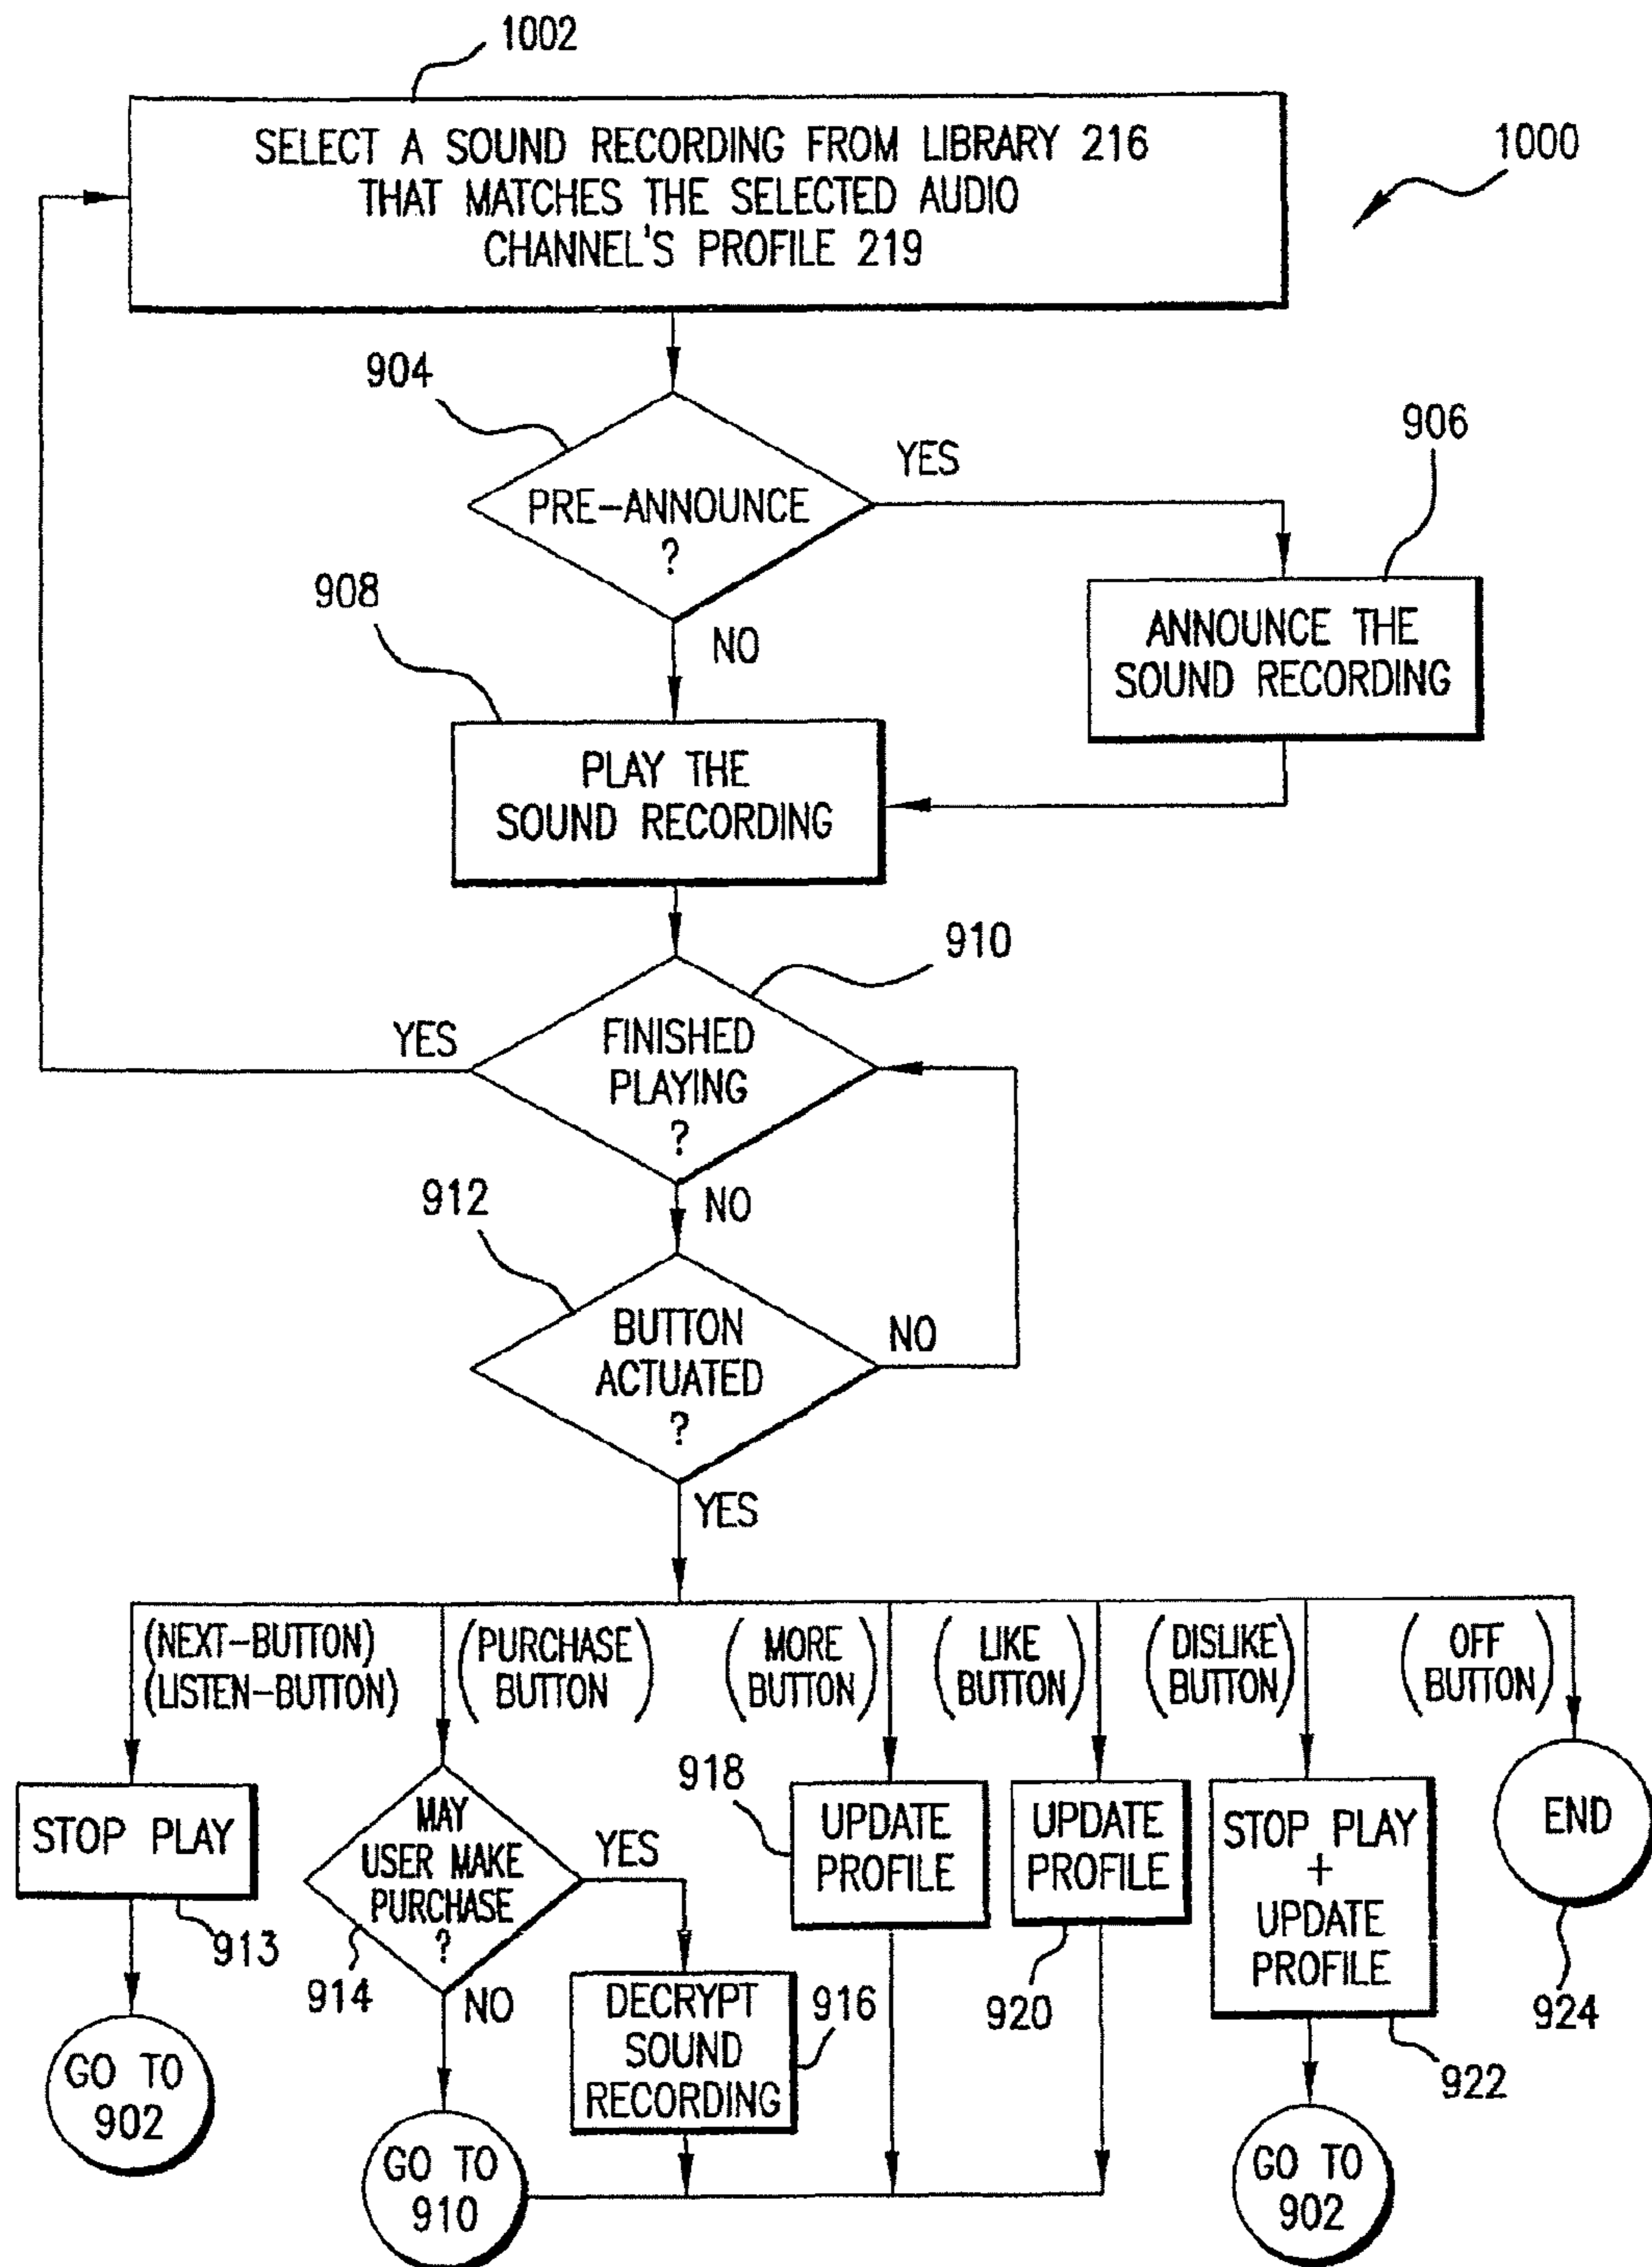 1002
SELECT A SOUND RECORDING FROM LIBRARY 216
THAT MATCHES THE SELECTED AUDIO
CHANNEL'S PROFILE 219
1000
904
PRE-ANNOUNCE
?
YES
NO
906
ANNOUNCE THE
SOUND RECORDING
908
PLAY THE
SOUND RECORDING
910
FINISHED
PLAYING
?
YES
NO
912
BUTTON
ACTUATED
?
NO
YES
(NEXT-BUTTON)
(LISTEN-BUTTON)
(PURCHASE
BUTTON)
(MORE
BUTTON)
(LIKE
BUTTON)
(DISLIKE
BUTTON)
(OFF
BUTTON)
STOP PLAY
913
GO TO
902
MAY
USER MAKE
PURCHASE
?
914
YES
NO
DECRYPT
SOUND
RECORDING
916
GO TO
910
918
UPDATE
PROFILE
UPDATE
PROFILE
920
STOP PLAY
+
UPDATE
PROFILE
922
GO TO
902
END
924